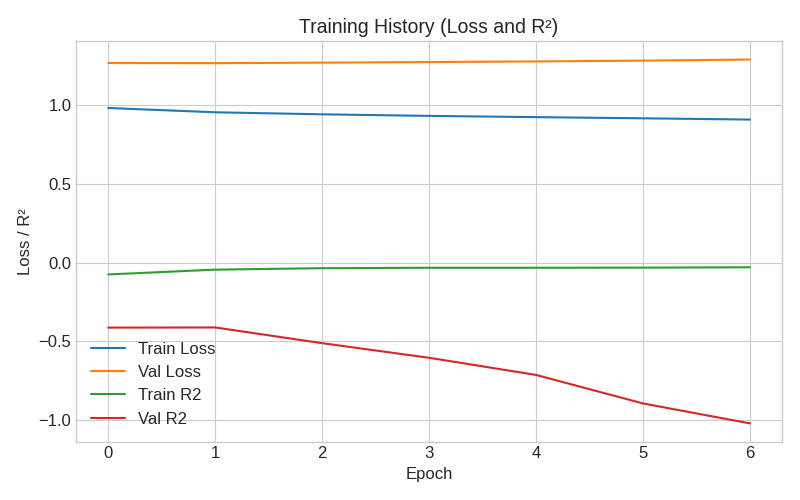 Training History (Loss and R²)
Loss / R²
1.0
0.5
0.0
−0.5
−1.0
Train Loss
Val Loss
Train R2
Val R2
0 1 2 3 4 5 6
Epoch